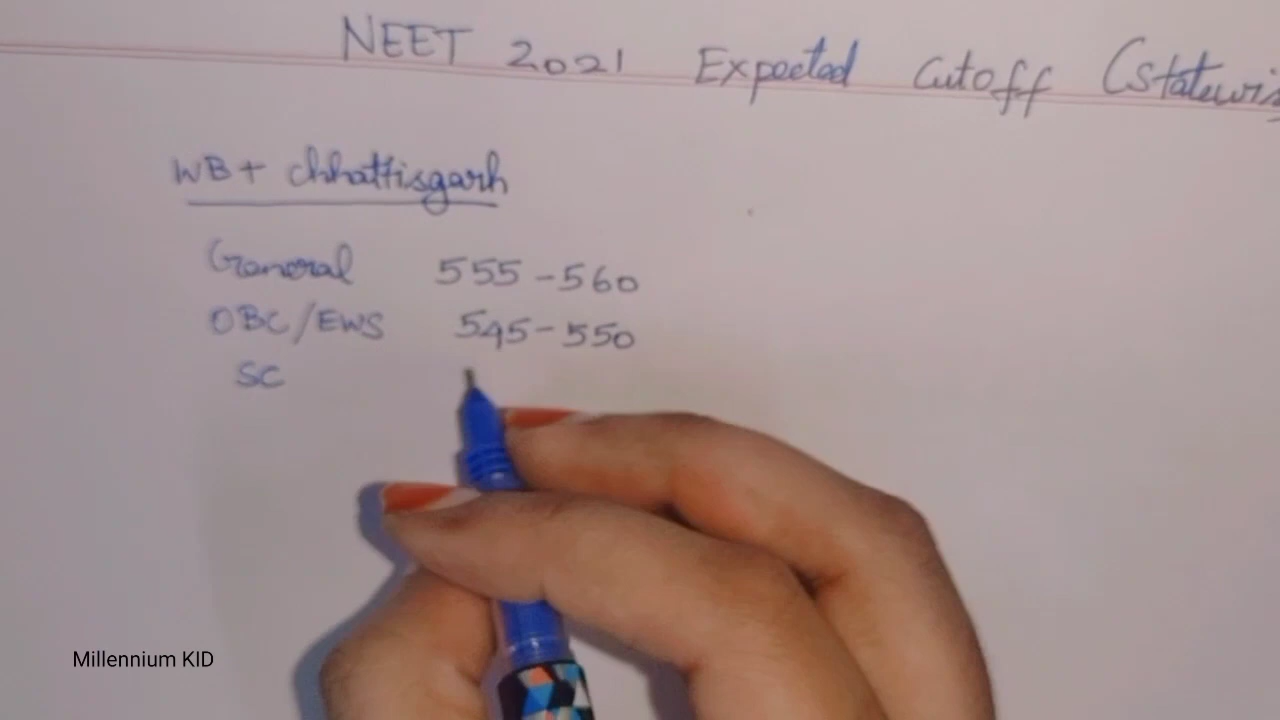 NEET 2021 Expected Cutoff (Statewis
WB + Chhattisgarh
General 555-560
OBC/EWS 545-550
SC
Millennium KID